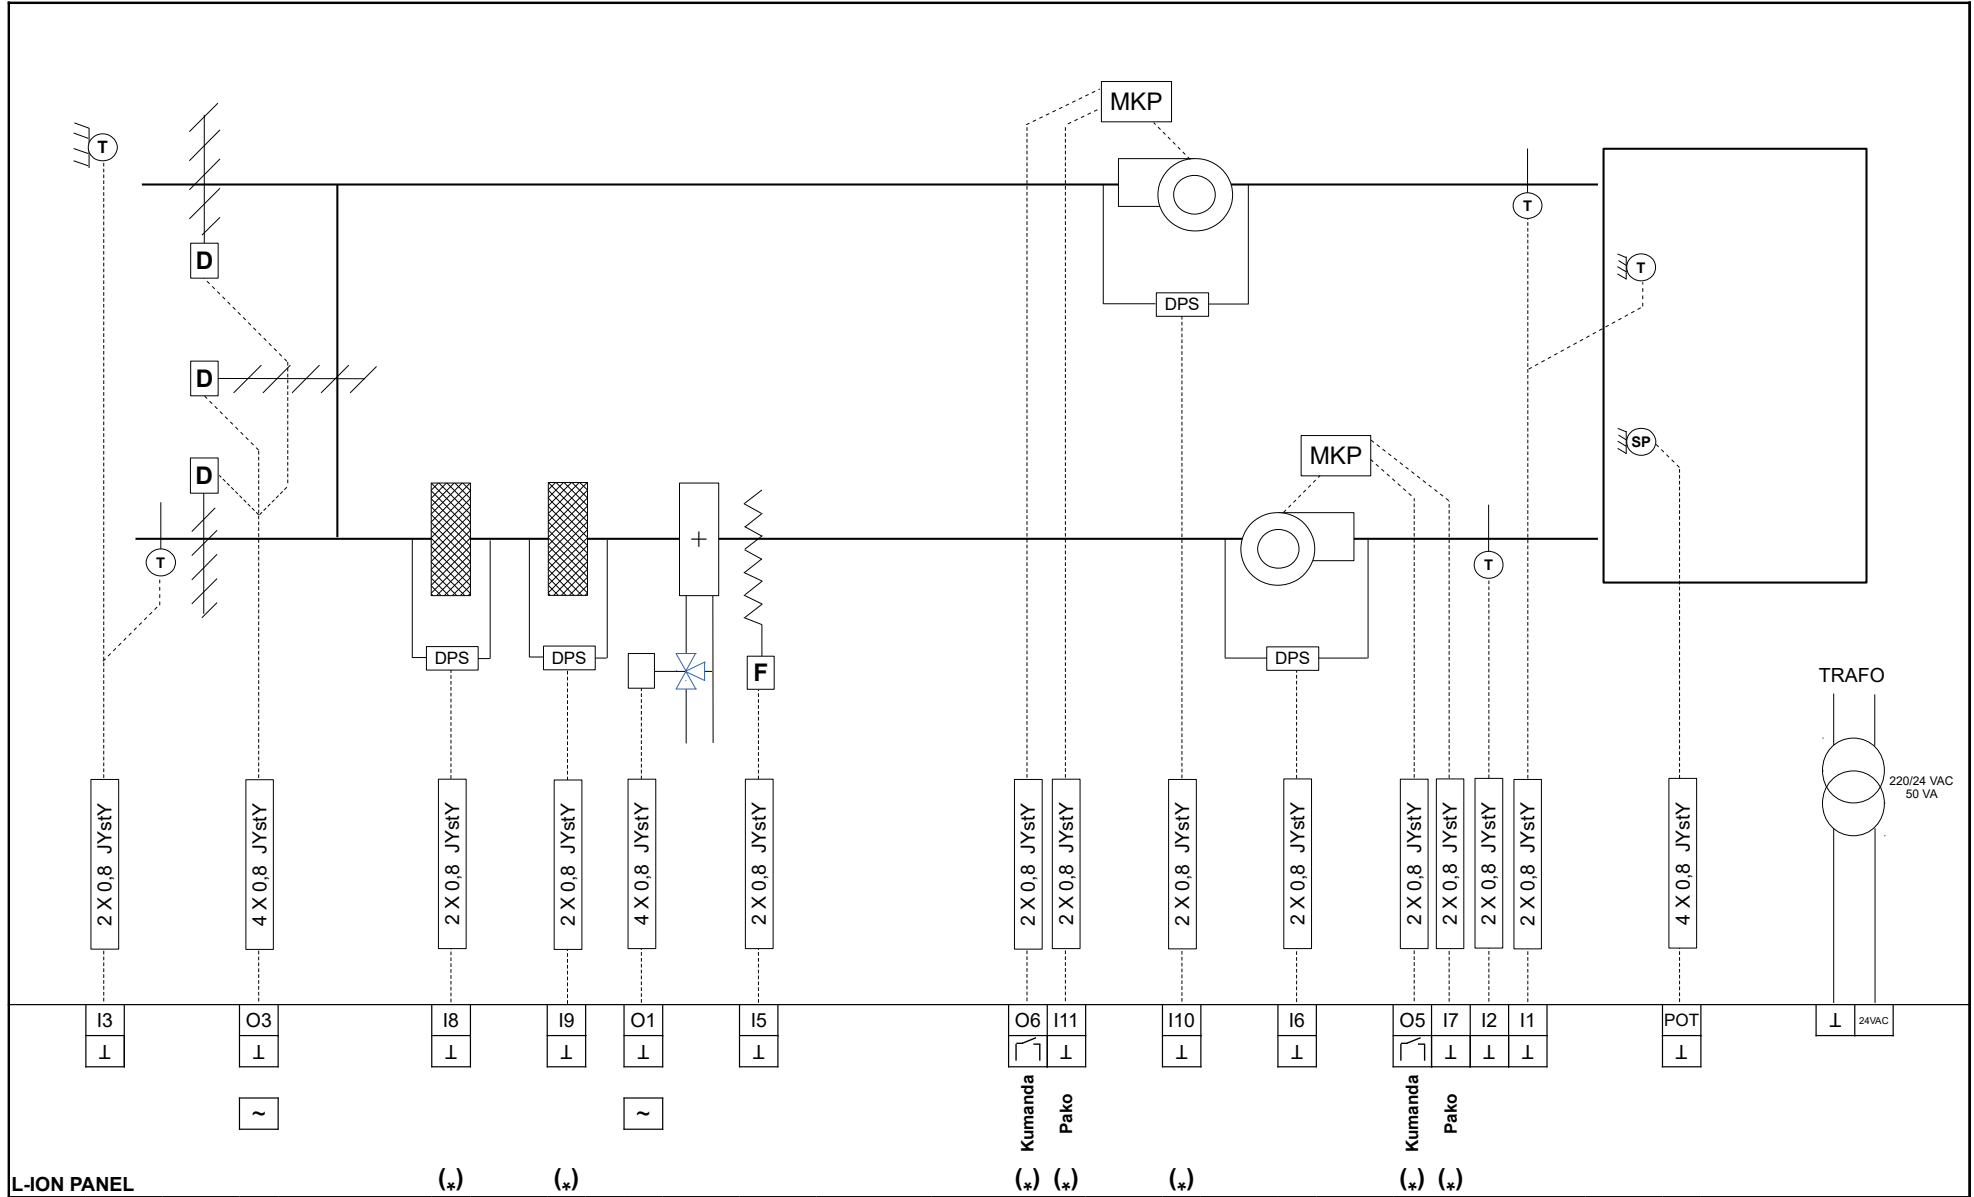 MKP
T
T
D
T
DPS
D
MKP
SP
D
T
T
DPS
DPS
DPS
F
+
TRAFO
220/24 VAC
50 VA
2 X 0,8 JYstY
4 X 0,8 JYstY
2 X 0,8 JYstY
2 X 0,8 JYstY
4 X 0,8 JYstY
2 X 0,8 JYstY
2 X 0,8 JYstY
2 X 0,8 JYstY
2 X 0,8 JYstY
2 X 0,8 JYstY
2 X 0,8 JYstY
2 X 0,8 JYstY
2 X 0,8 JYstY
2 X 0,8 JYstY
4 X 0,8 JYstY
I3 O3 I8 I9 O1 I5 O6 I11 I10 I6 O5 I7 I2 I1 POT ⊥ 24VAC
⊥ ⊥ ⊥ ⊥ ⊥ ⊥ ⊥ ⊥ ⊥ ⊥ ⊥ ⊥ ⊥
~ ~
Kumanda
Pako
Kumanda
Pako
L-ION PANEL (*) (*) (*) (*) (*) (*) (*)